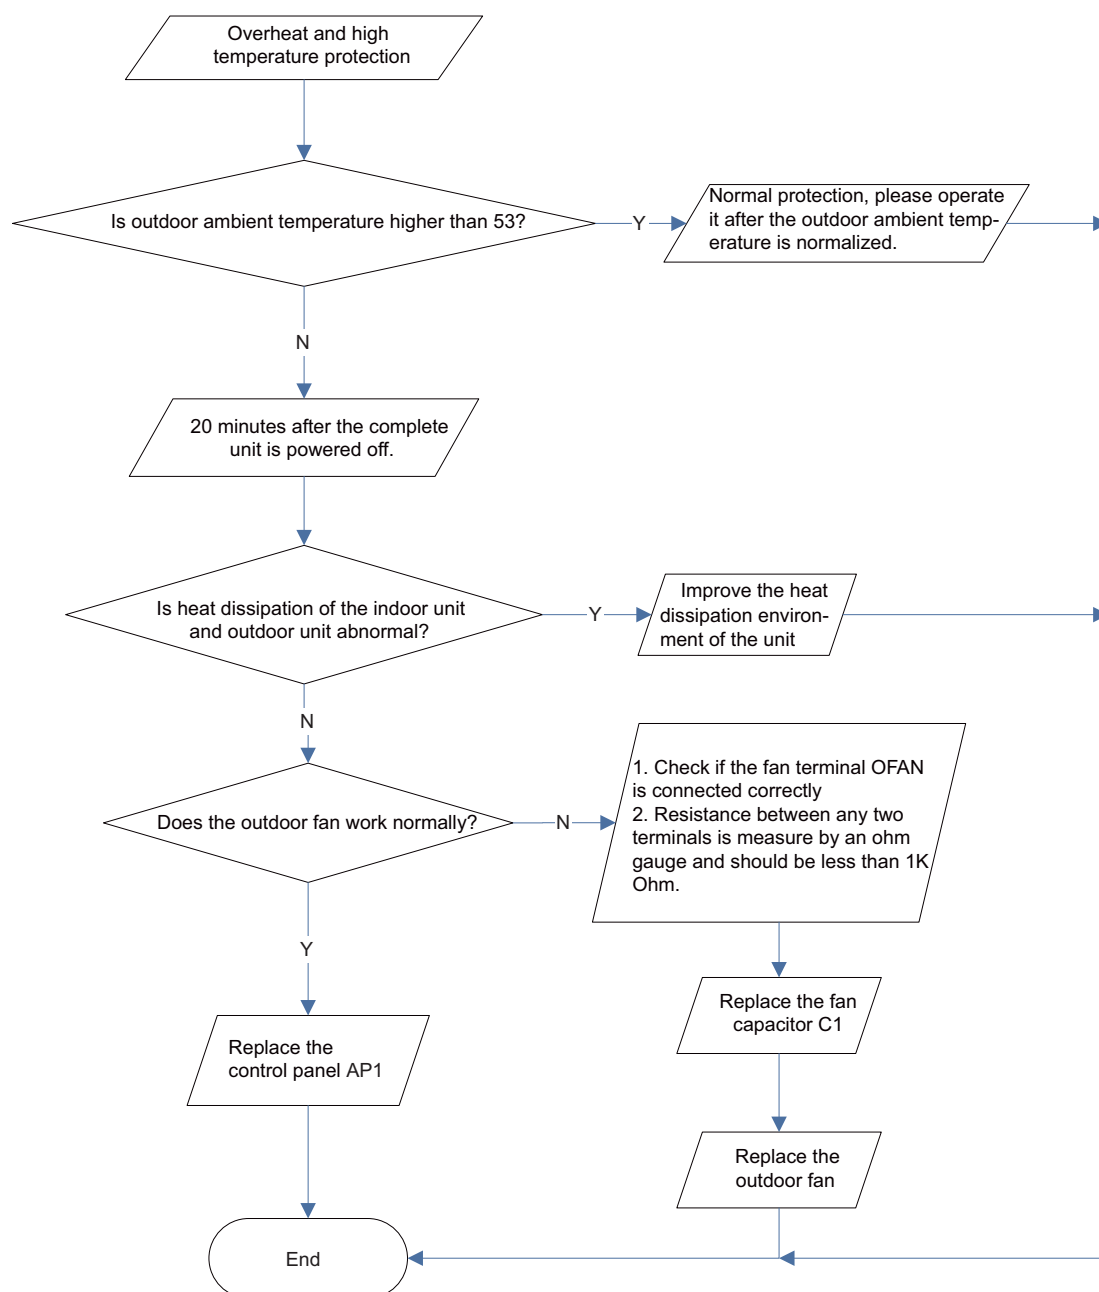 Overheat and high
temperature protection
Is outdoor ambient temperature higher than 53?
Y
Normal protection, please operate
it after the outdoor ambient temp-
erature is normalized.
N
20 minutes after the complete
unit is powered off.
Is heat dissipation of the indoor unit
and outdoor unit abnormal?
Y
Improve the heat
dissipation environ-
ment of the unit
N
Does the outdoor fan work normally?
N
1. Check if the fan terminal OFAN
is connected correctly
2. Resistance between any two
terminals is measure by an ohm
gauge and should be less than 1K
Ohm.
Y
Replace the
control panel AP1
Replace the fan
capacitor C1
Replace the
outdoor fan
End